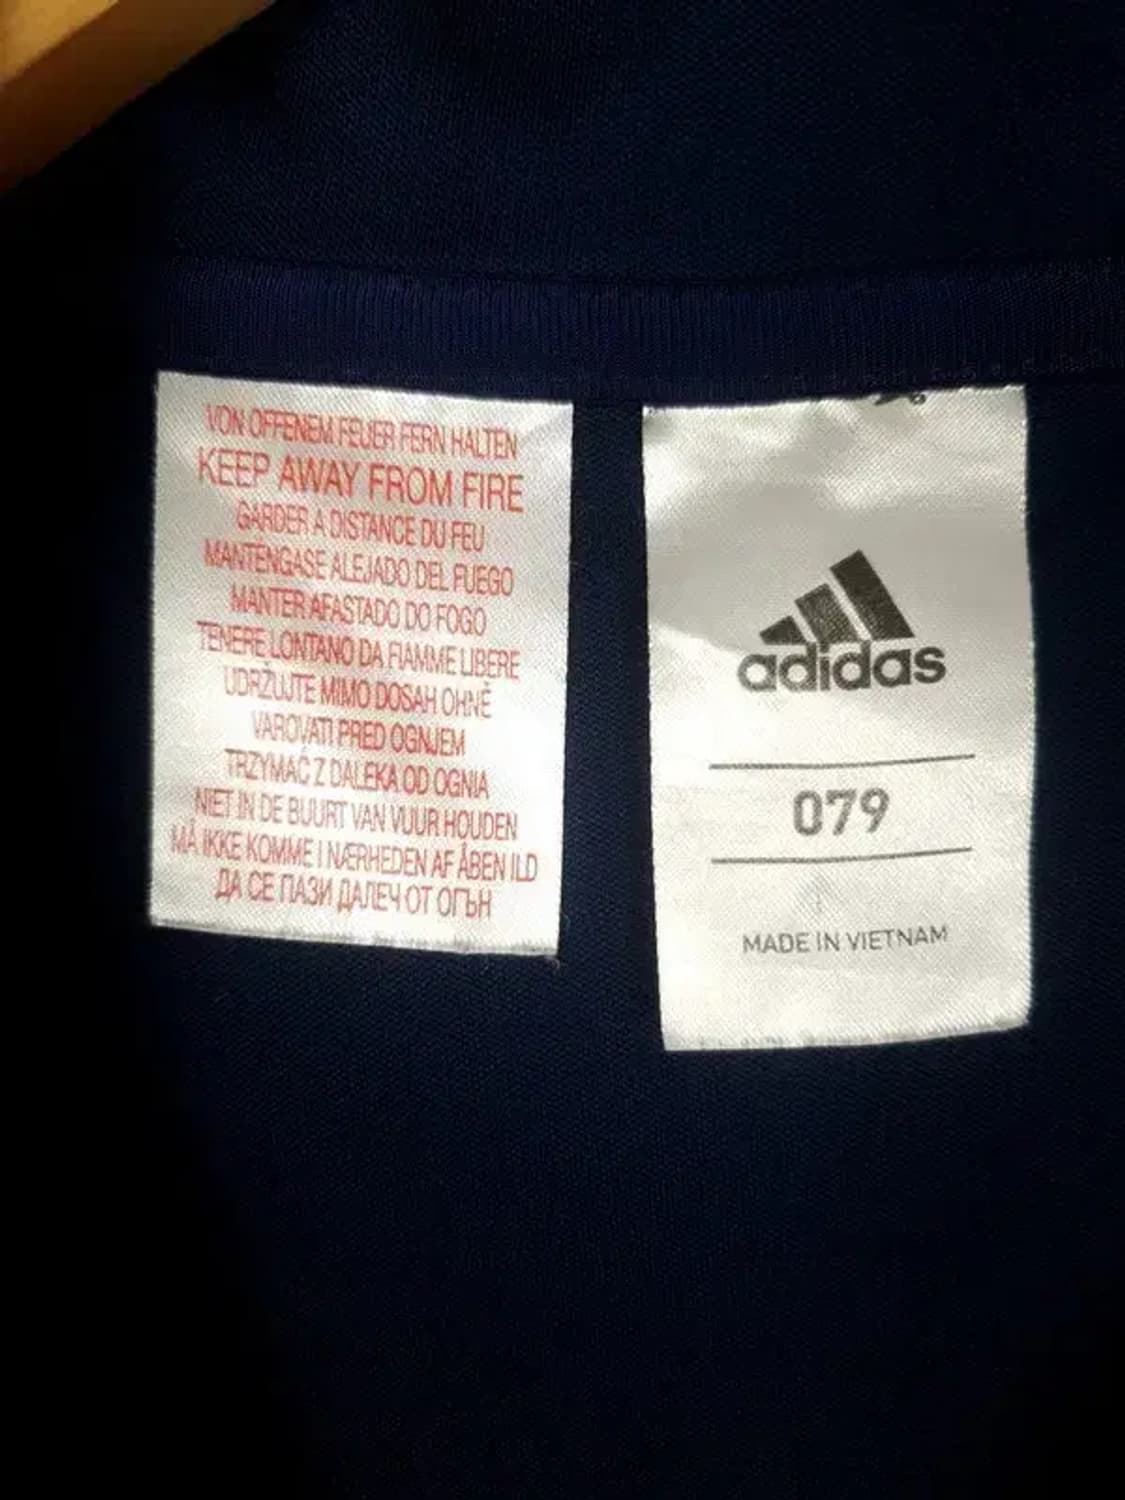 VON OFFENEM FEUER FERN HALTEN
KEEP AWAY FROM FIRE
GARDER A DISTANCE DU FEU
MANTÉNGASE ALEJADO DEL FUEGO
MANTER AFASTADO DO FOGO
TENERE LONTANO DA FIAMME LIBERE
UDRŽUJTE MIMO DOSAH OHNĚ
VAROVATI PRED OGNJEM
TRZYMAĆ Z DALEKA OD OGNIA
NIET IN DE BUURT VAN VUUR HOUDEN
MÅ IKKE KOMME I NÆRHEDEN AF ÅBEN ILD
ДА СЕ ПАЗИ ДАЛЕЧ ОТ ОГЪН
adidas
079
MADE IN VIETNAM